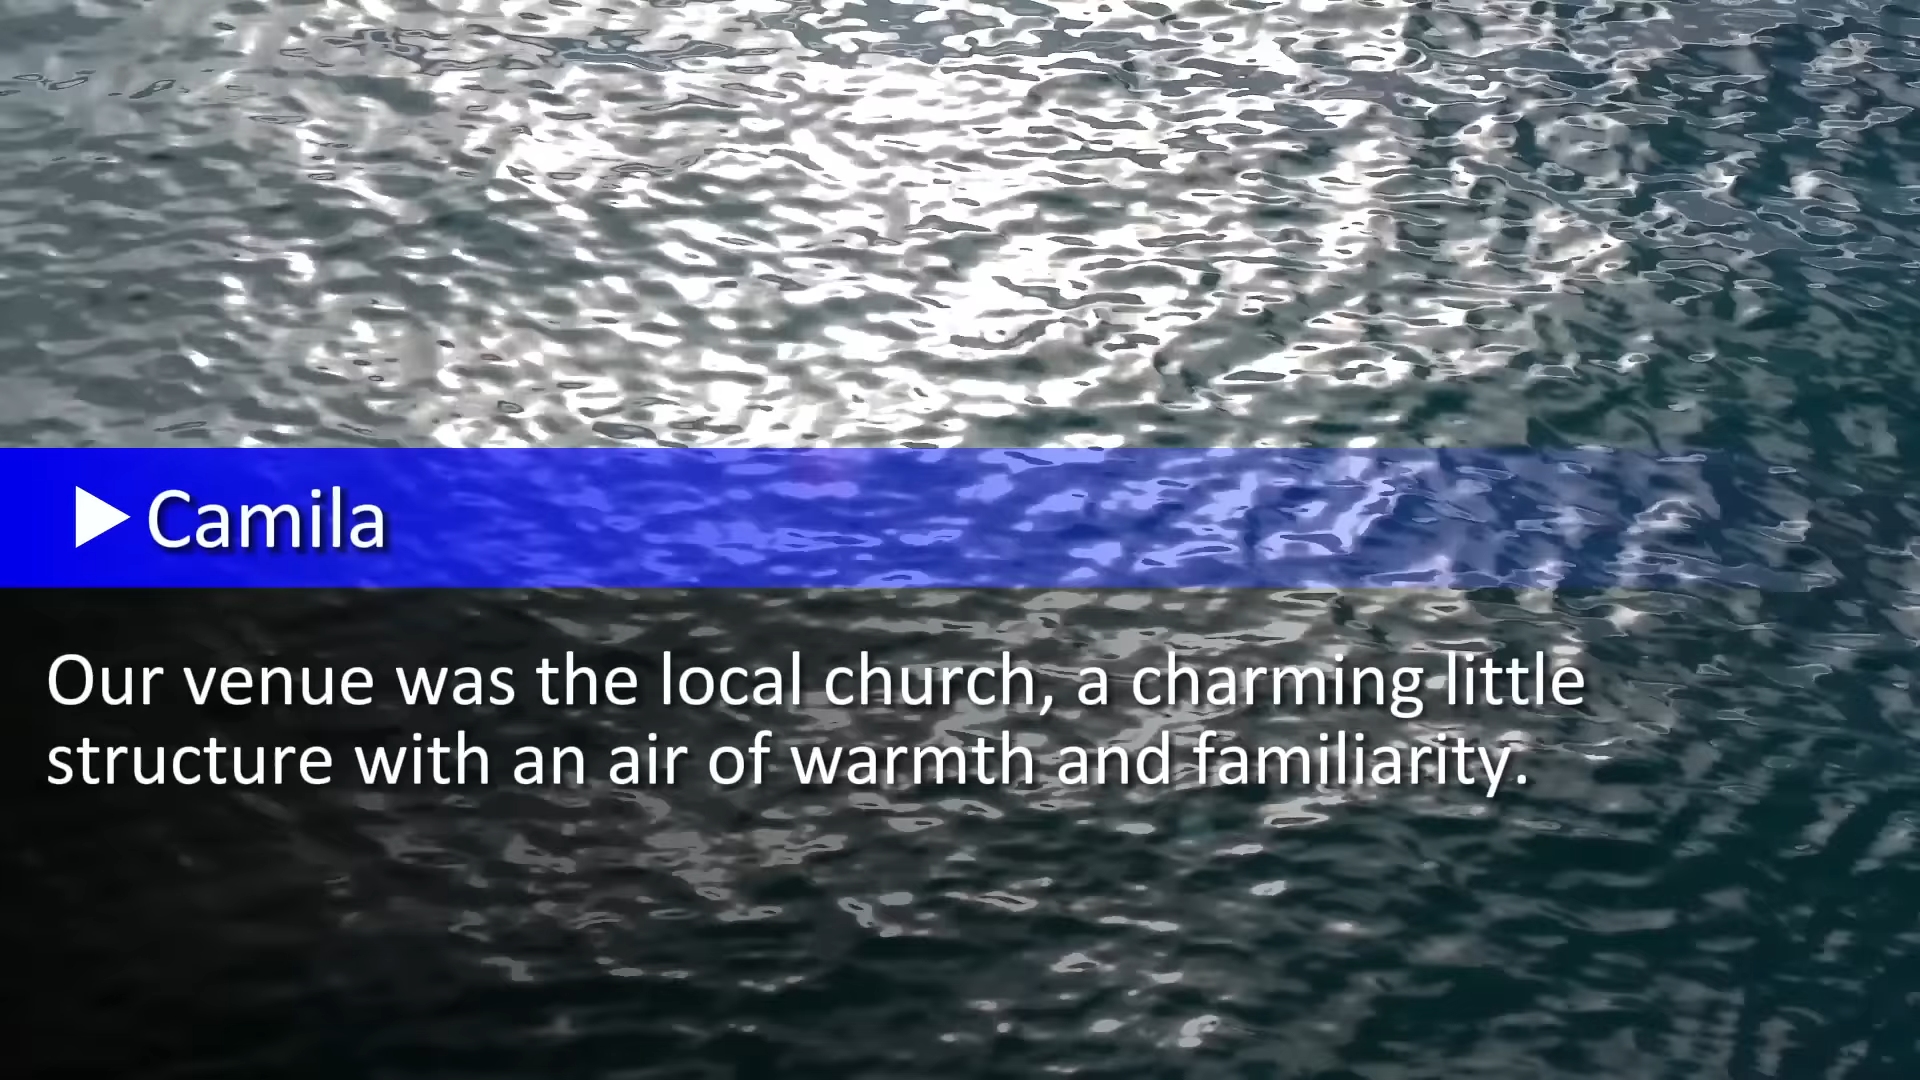 Camila
Our venue was the local church, a charming little
structure with an air of warmth and familiarity.